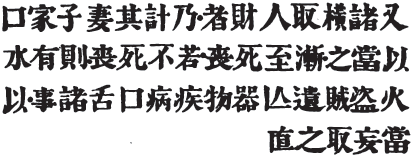 又諸橫取人財者·乃計其妻子家口
以當之漸至死喪·若不死喪·則有水
火盜賊遺亡器物疾病口舌諸事·以
當妄取之直